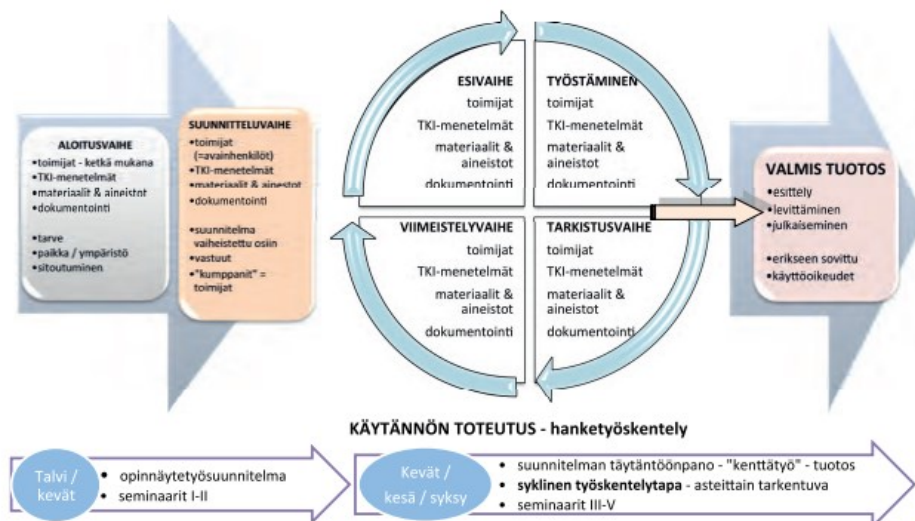 ALOITUSVAIHE
•toimijat - ketkä mukana
•TKI-menetelmät
•materiaalit & aineistot
•dokumentointi
•tarve
•paikka / ympäristö
•sitoutuminen
SUUNNITTELUVAIHE
•toimijat
(=avainhenkilöt)
•TKI-menetelmät
•materiaalit & ainestot
•dokumentointi
•suunnitelma
vaiheistettu osiin
•vastuut
•"kumppanit" =
toimijat
ESIVAIHE
toimijat
TKI-menetelmät
materiaalit &
aineistot
dokumentointi
TYÖSTÄMINEN
toimijat
TKI-menetelmät
materiaalit &
aineistot
dokumentointi
VIIMEISTELYVAIHE
toimijat
TKI-menetelmät
materiaalit &
aineistot
dokumentointi
TARKISTUSVAIHE
toimijat
TKI-menetelmät
materiaalit &
aineistot
dokumentointi
VALMIS TUOTOS
•esittely
•levittäminen
•julkaiseminen
•erikseen sovittu
•käyttöoikeudet
KÄYTÄNNÖN TOTEUTUS - hanketyöskentely
Talvi /
kevät
• opinnäytetyösuunnitelma
• seminaarit I-II
Kevät /
kesä / syksy
• suunnitelman täytäntöönpano - "kenttätyö" - tuotos
• syklinen työskentelytapa - asteittain tarkentuva
• seminaarit III-V